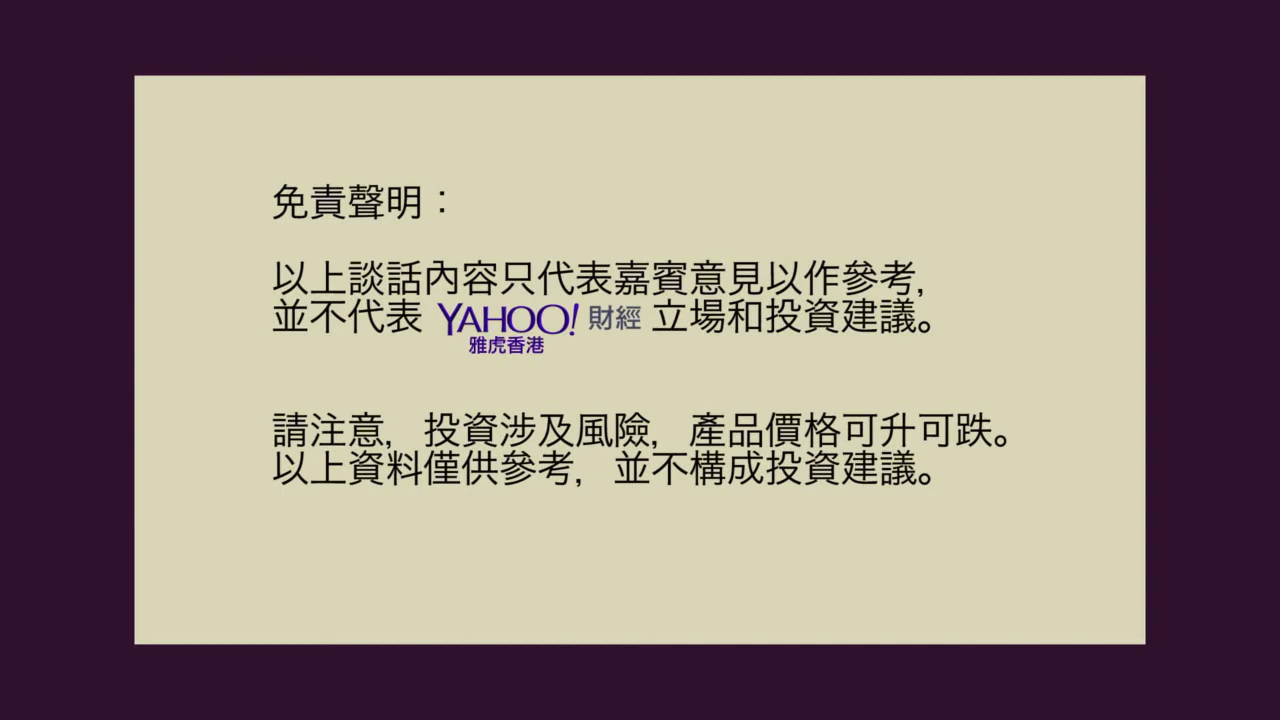 免責聲明：
以上談話內容只代表嘉賓意見以作參考,
並不代表 YAHOO! 財經 立場和投資建議。
雅虎香港
請注意, 投資涉及風險, 產品價格可升可跌。
以上資料僅供參考, 並不構成投資建議。